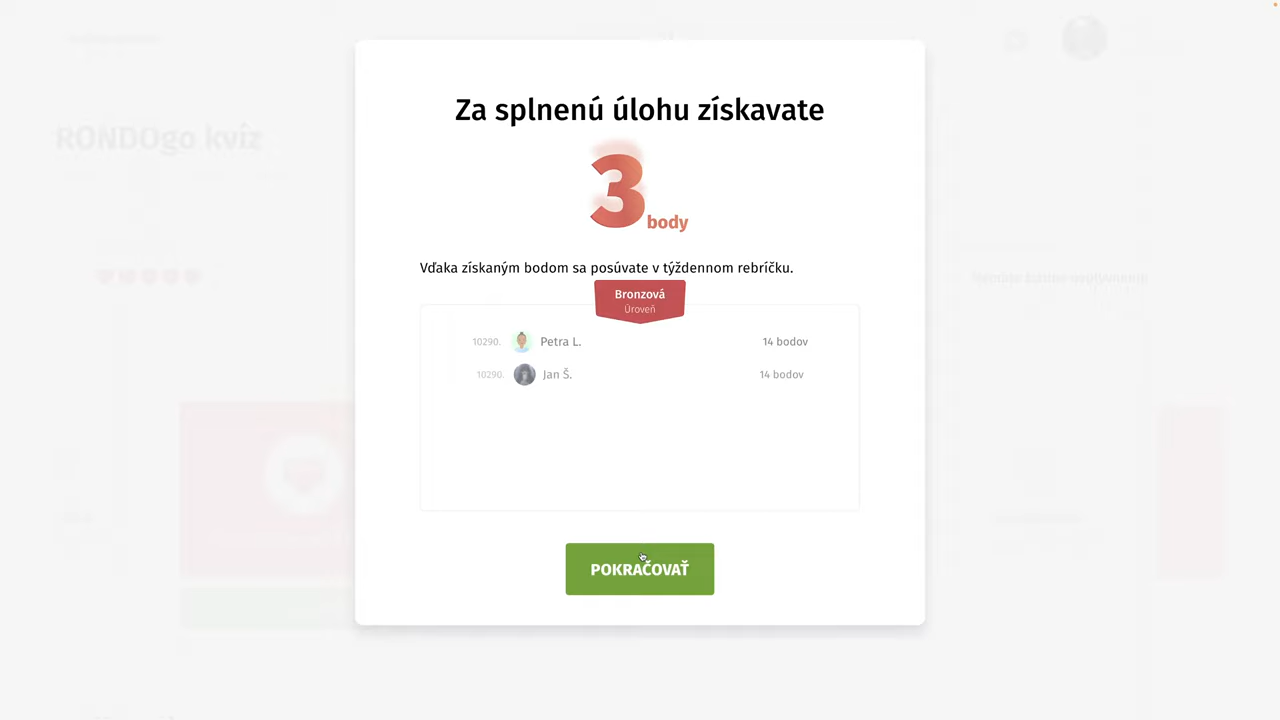 RONDOgo kvíz
Za splnenú úlohu získavate
3 body
Vďaka získaným bodom sa posúvate v týždennom rebríčku.
Bronzová
Úroveň
10290. Petra L. 14 bodov
10290. Jan Š. 14 bodov
POKRAČOVAŤ